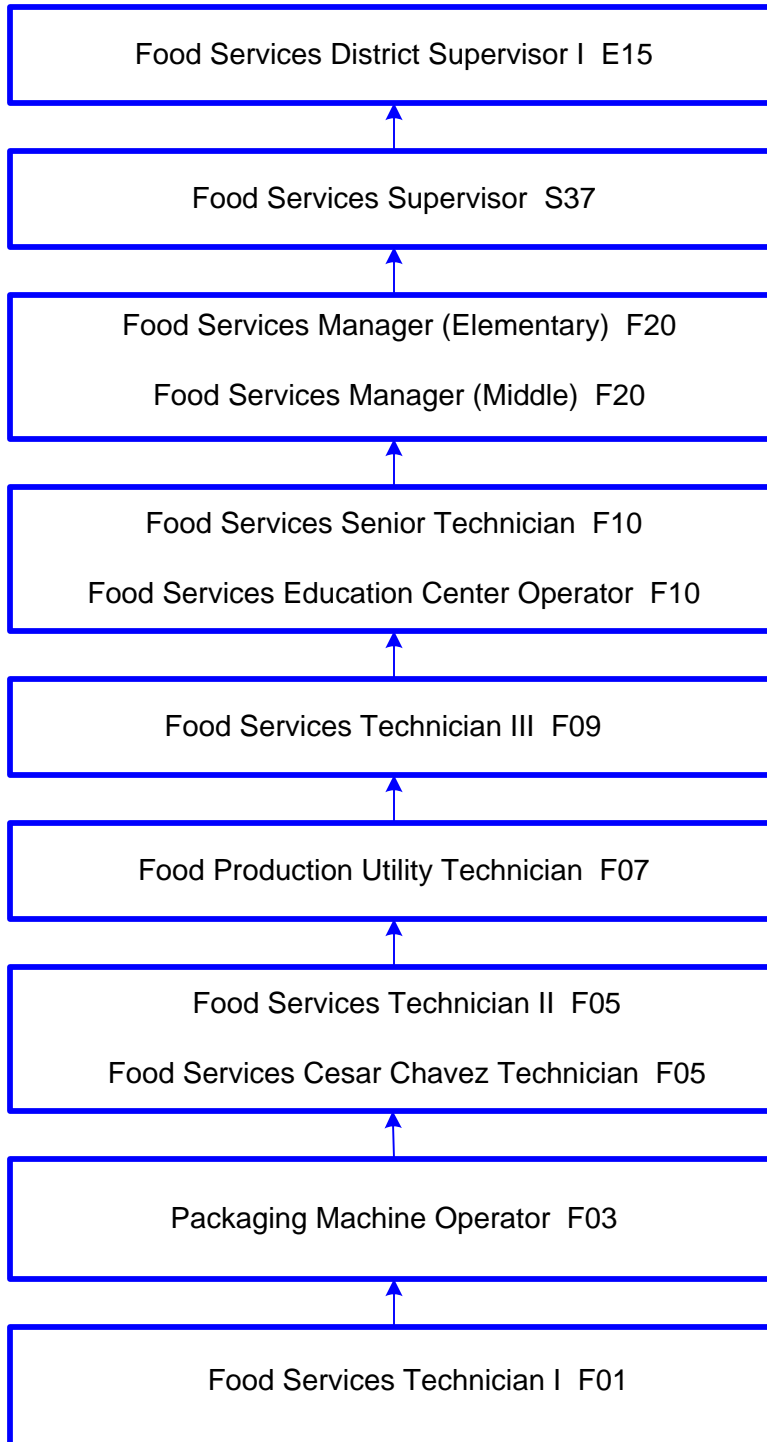 Food Services District Supervisor I E15
Food Services Supervisor S37
Food Services Manager (Elementary) F20
Food Services Manager (Middle) F20
Food Services Senior Technician F10
Food Services Education Center Operator F10
Food Services Technician III F09
Food Production Utility Technician F07
Food Services Technician II F05
Food Services Cesar Chavez Technician F05
Packaging Machine Operator F03
Food Services Technician I F01